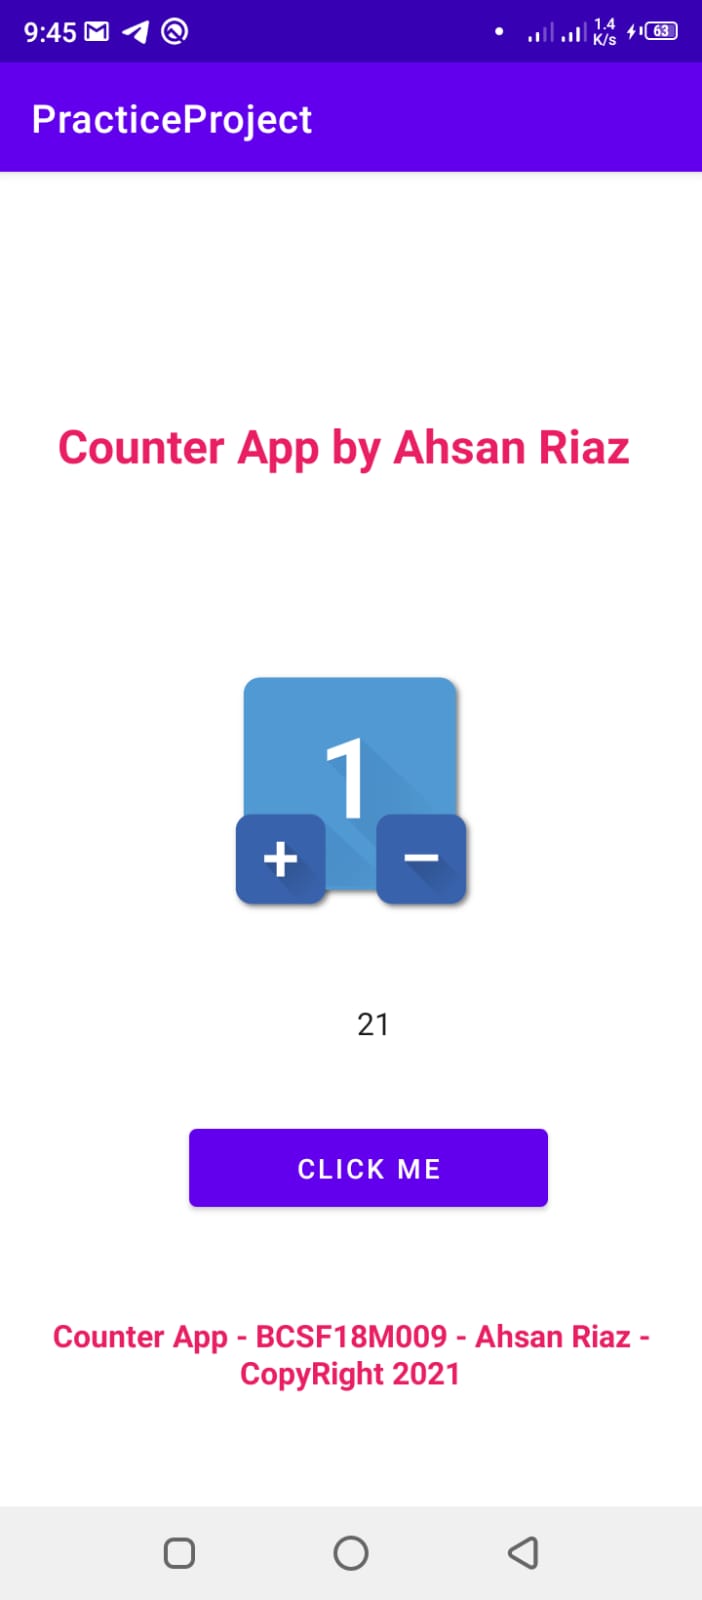 9:45
1.4
K/s
63
PracticeProject
Counter App by Ahsan Riaz
1
+ −
21
CLICK ME
Counter App - BCSF18M009 - Ahsan Riaz -
CopyRight 2021